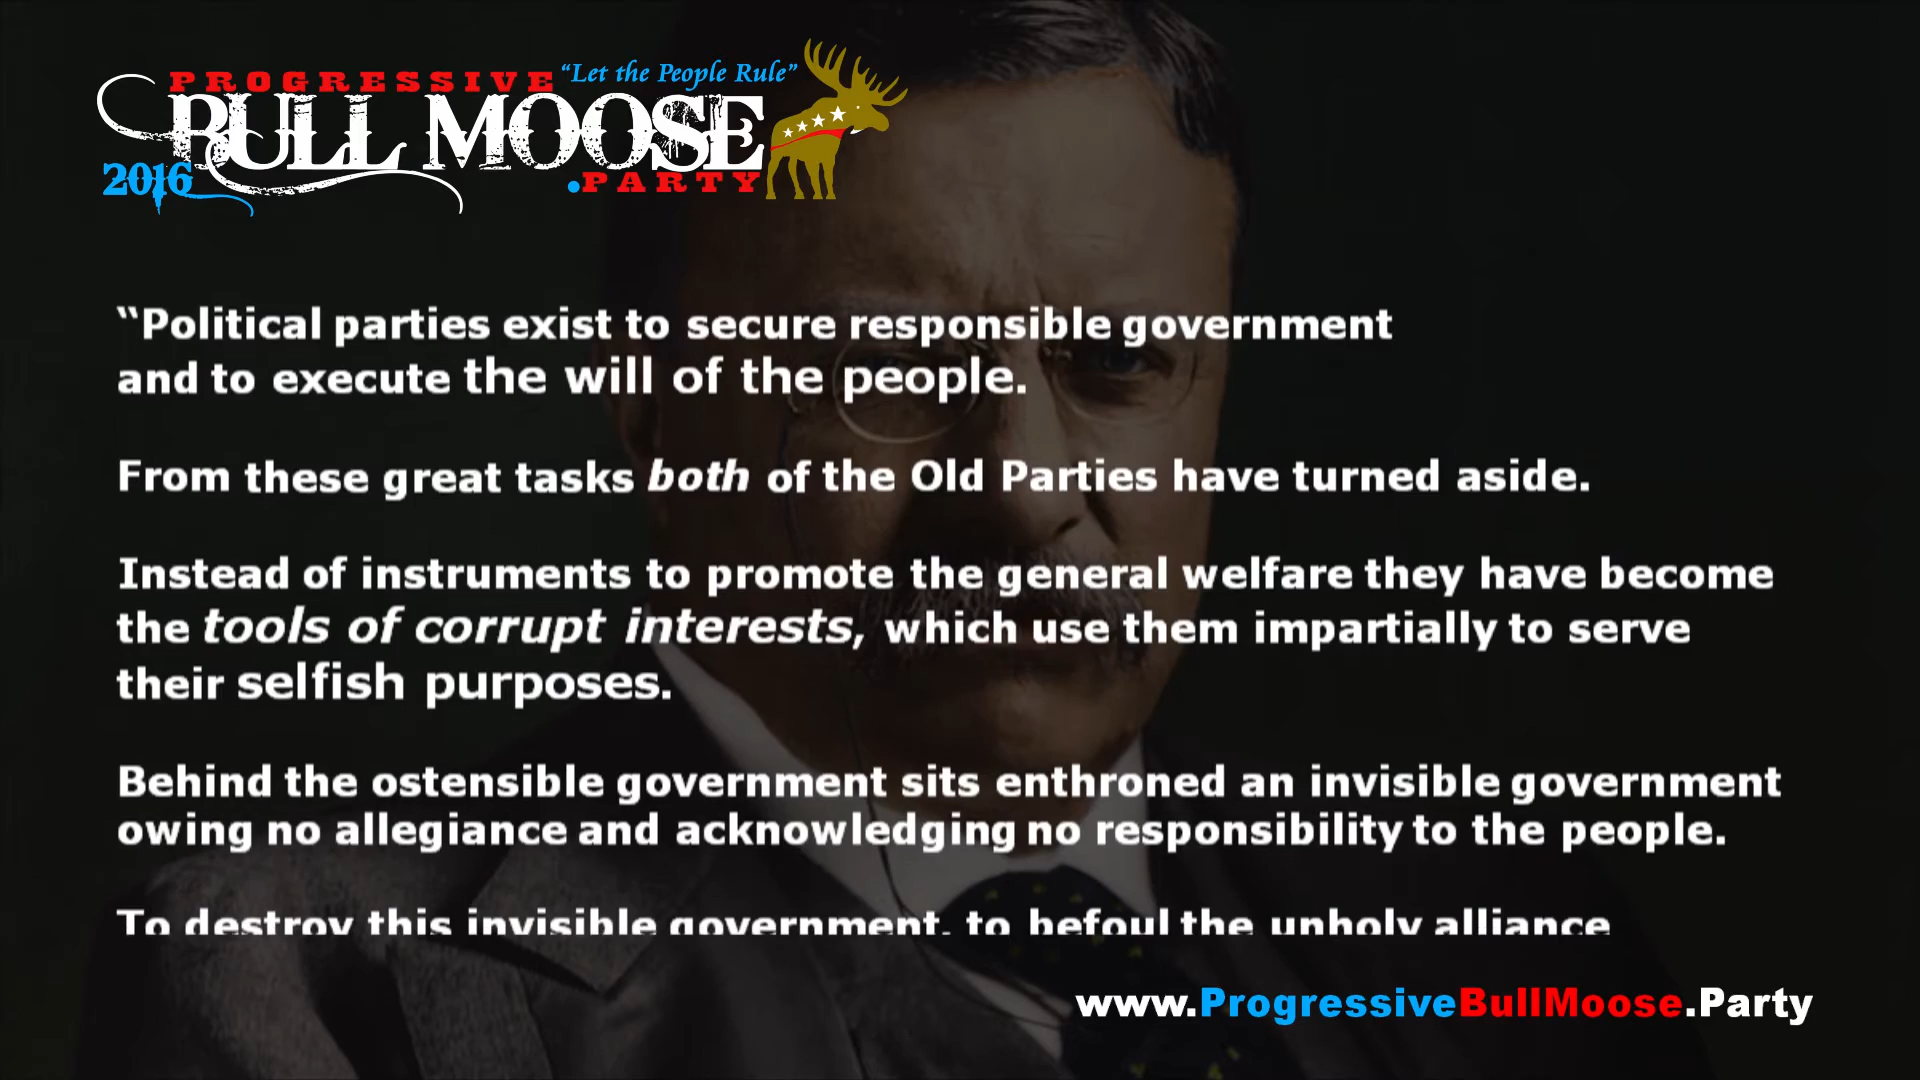 PROGRESSIVE "Let the People Rule"
BULL MOOSE
2016 .PARTY
“Political parties exist to secure responsible government
and to execute the will of the people.
From these great tasks both of the Old Parties have turned aside.
Instead of instruments to promote the general welfare they have become
the tools of corrupt interests, which use them impartially to serve
their selfish purposes.
Behind the ostensible government sits enthroned an invisible government
owing no allegiance and acknowledging no responsibility to the people.
To destroy this invisible government, to befoul the unholy alliance
www.ProgressiveBullMoose.Party